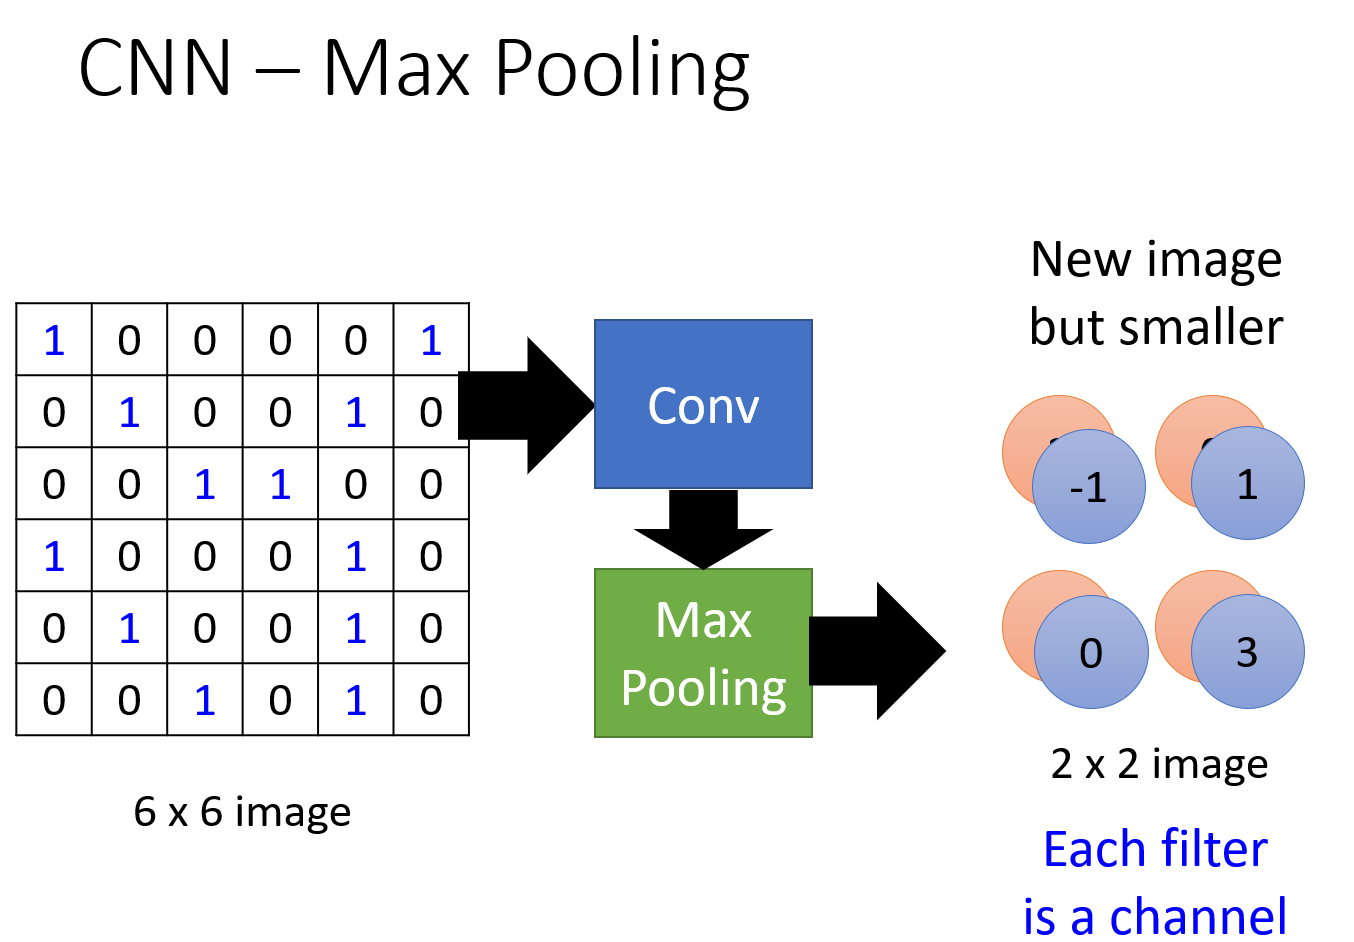 CNN – Max Pooling
New image
but smaller
1 0 0 0 0 1
0 1 0 0 1 0
0 0 1 1 0 0
1 0 0 0 1 0
0 1 0 0 1 0
0 0 1 0 1 0
6 x 6 image
Conv
Max
Pooling
-1 1
0 3
2 x 2 image
Each filter
is a channel